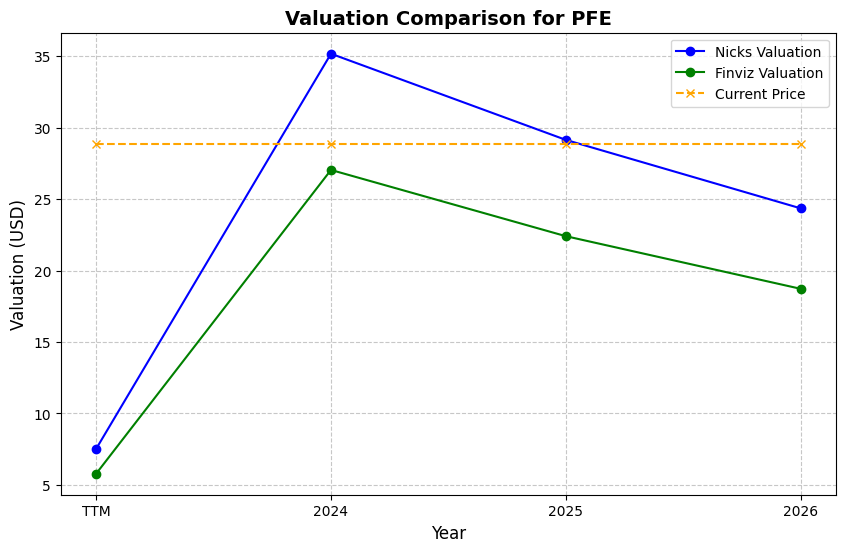 Valuation Comparison for PFE
Nicks Valuation
Finviz Valuation
Current Price
Valuation (USD)
35
30
25
20
15
10
5
TTM
2024
2025
2026
Year